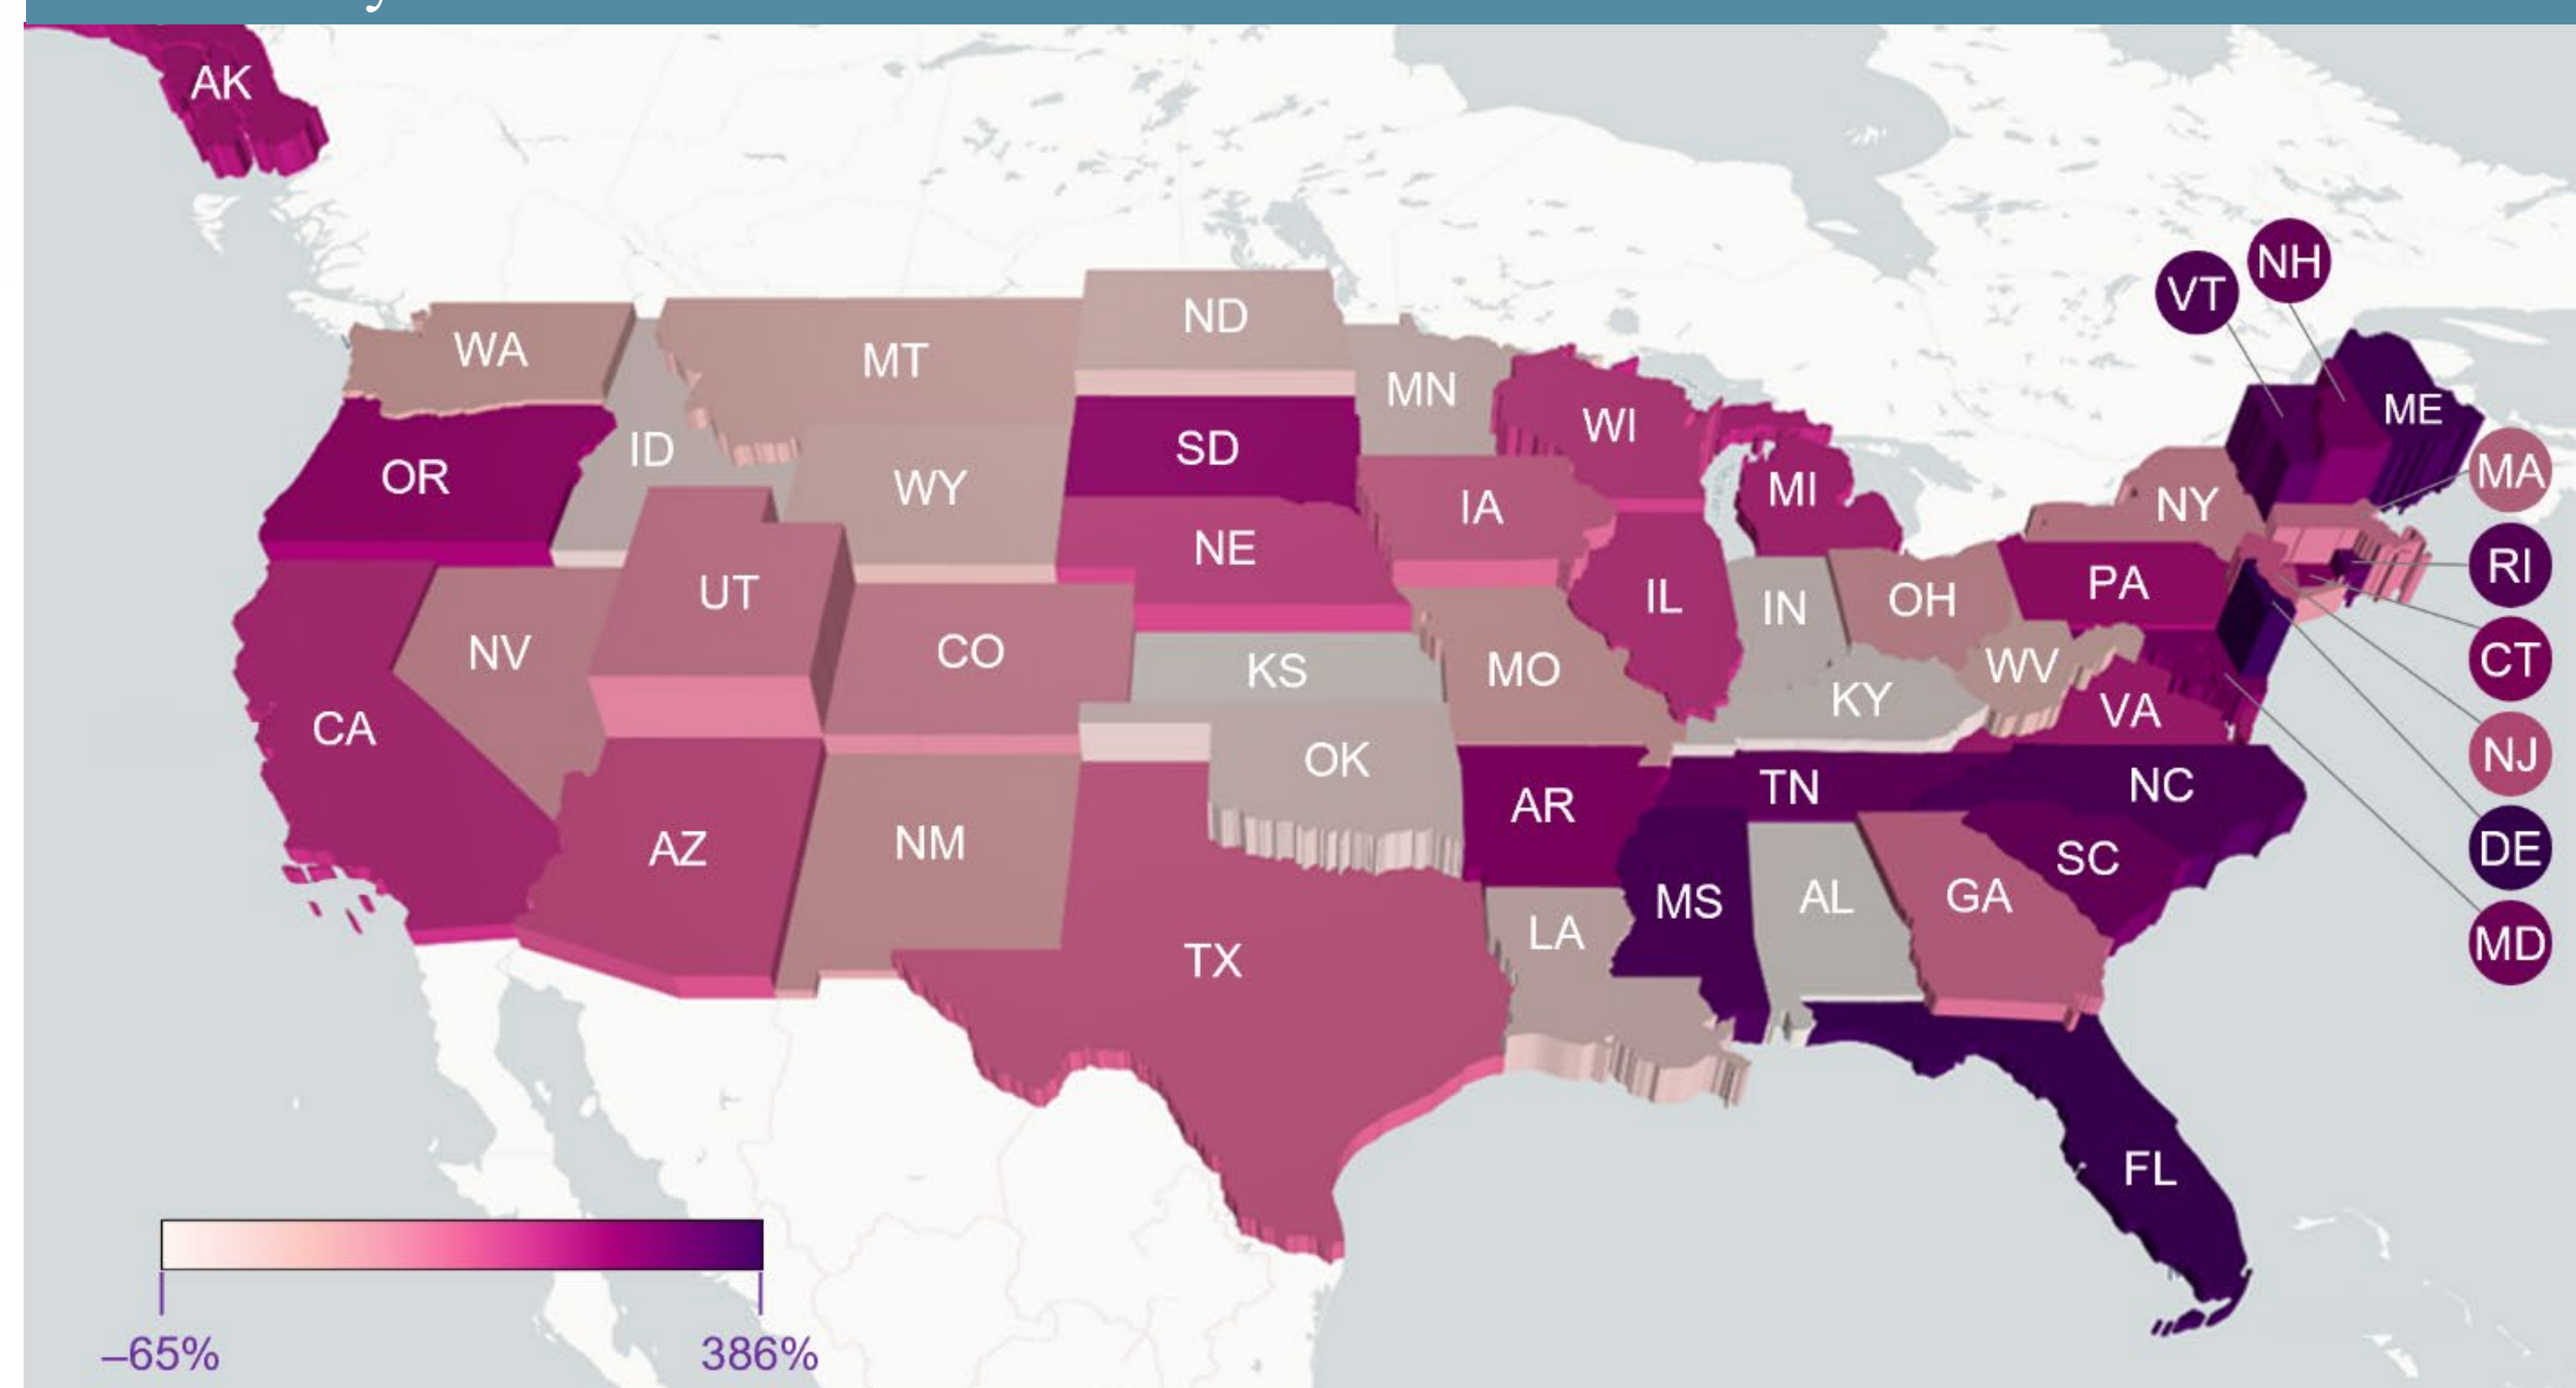 AK
NH
VT
ND
WA
MT
MN
ME
WI
SD
ID
OR
MI
MA
WY
IA
NY
NE
RI
PA
UT
IL
IN
OH
NV
CO
CT
WV
KS
MO
KY
VA
CA
NJ
OK
TN
NC
AR
AZ
NM
DE
SC
MS
AL
GA
LA
MD
TX
FL
–65%
386%